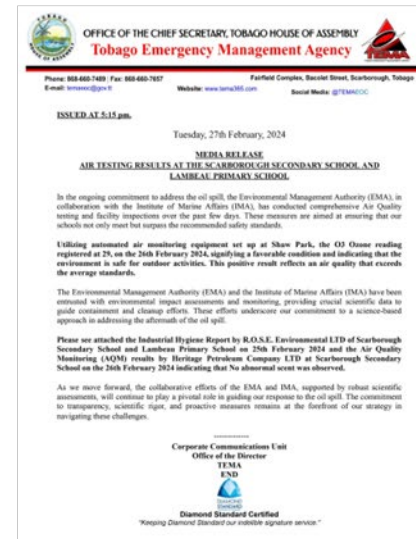 OFFICE OF THE CHIEF SECRETARY, TOBAGO HOUSE OF ASSEMBLY
Tobago Emergency Management Agency
TEMA
Phone: 868-660-7489 | Fax: 868-660-7657
Fairfield Complex, Bacolet Street, Scarborough, Tobago
E-mail: temaeoc@gov.tt
Website: www.tema365.com
Social Media: @TEMAEOC
ISSUED AT 5:15 pm.
Tuesday, 27th February, 2024
MEDIA RELEASE
AIR TESTING RESULTS AT THE SCARBOROUGH SECONDARY SCHOOL AND
LAMBEAU PRIMARY SCHOOL
In the ongoing commitment to address the oil spill, the Environmental Management Authority (EMA), in
collaboration with the Institute of Marine Affairs (IMA), has conducted comprehensive Air Quality
testing and facility inspections over the past few days. These measures are aimed at ensuring that our
schools not only meet but surpass the recommended safety standards.
Utilizing automated air monitoring equipment set up at Shaw Park, the O3 Ozone reading
registered at 29, on the 26th February 2024, signifying a favorable condition and indicating that the
environment is safe for outdoor activities. This positive result reflects an air quality that exceeds
the average standards.
The Environmental Management Authority (EMA) and the Institute of Marine Affairs (IMA) have been
entrusted with environmental impact assessments and monitoring, providing crucial scientific data to
guide containment and cleanup efforts. These efforts underscore our commitment to a science-based
approach in addressing the aftermath of the oil spill.
Please see attached the Industrial Hygiene Report by R.O.S.E. Environmental LTD of Scarborough
Secondary School and Lambeau Primary School on 25th February 2024 and the Air Quality
Monitoring (AQM) results by Heritage Petroleum Company LTD at Scarborough Secondary
School on the 26th February 2024 indicating that No abnormal scent was observed.
As we move forward, the collaborative efforts of the EMA and IMA, supported by robust scientific
assessments, will continue to play a pivotal role in guiding our response to the oil spill. The commitment
to transparency, scientific rigor, and proactive measures remains at the forefront of our strategy in
navigating these challenges.
----------
Corporate Communications Unit
Office of the Director
TEMA
END
DIAMOND
STANDARD
Diamond Standard Certified
"Keeping Diamond Standard our indelible signature service."